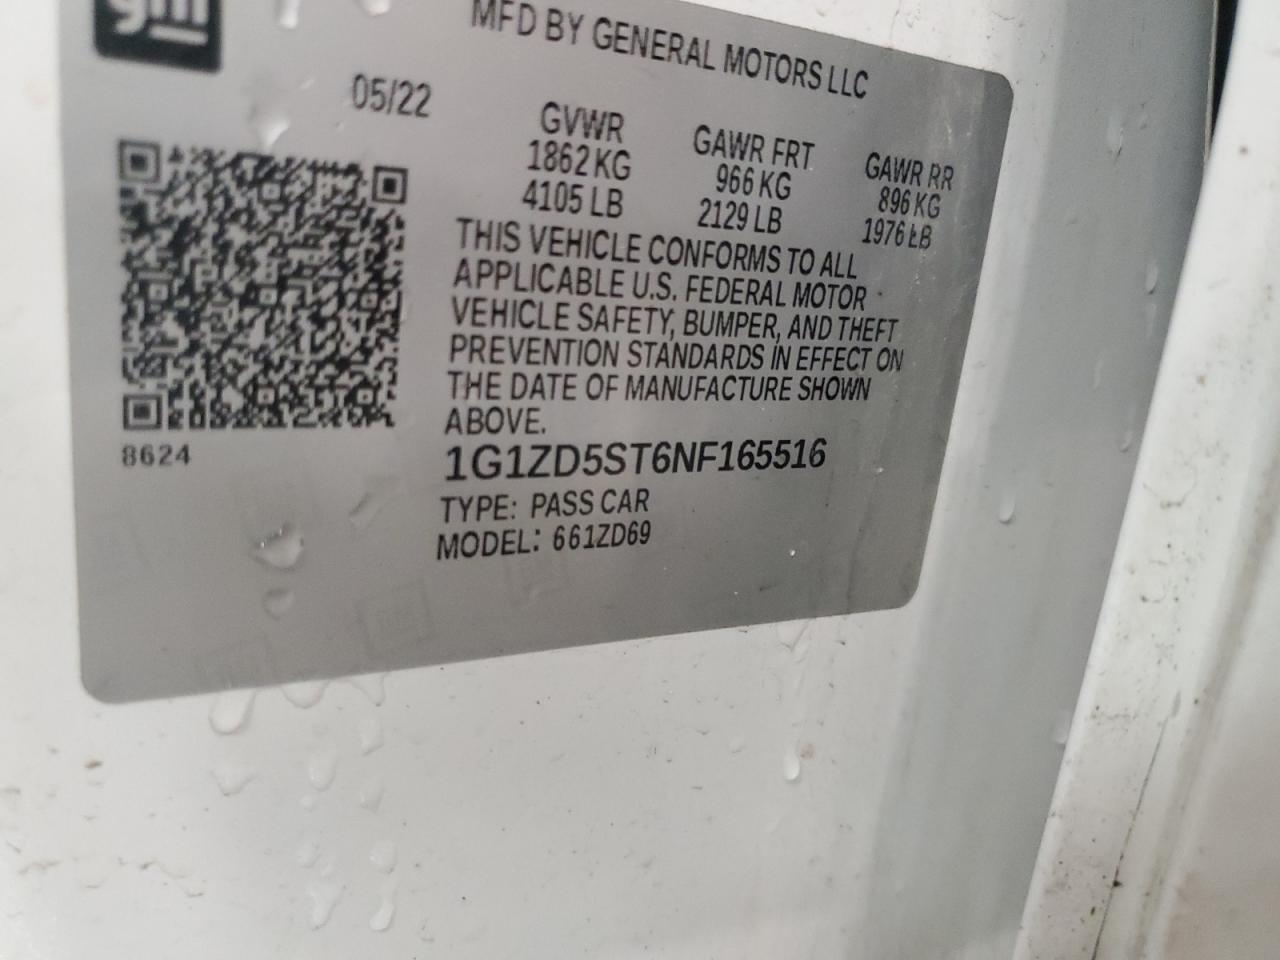 gm
MFD BY GENERAL MOTORS LLC
05/22
GVWR GAWR FRT GAWR RR
1862 KG 966 KG 896 KG
4105 LB 2129 LB 1976 LB
THIS VEHICLE CONFORMS TO ALL
APPLICABLE U.S. FEDERAL MOTOR
VEHICLE SAFETY, BUMPER, AND THEFT
PREVENTION STANDARDS IN EFFECT ON
THE DATE OF MANUFACTURE SHOWN
ABOVE.
8624
1G1ZD5ST6NF165516
TYPE: PASS CAR
MODEL: 661ZD69